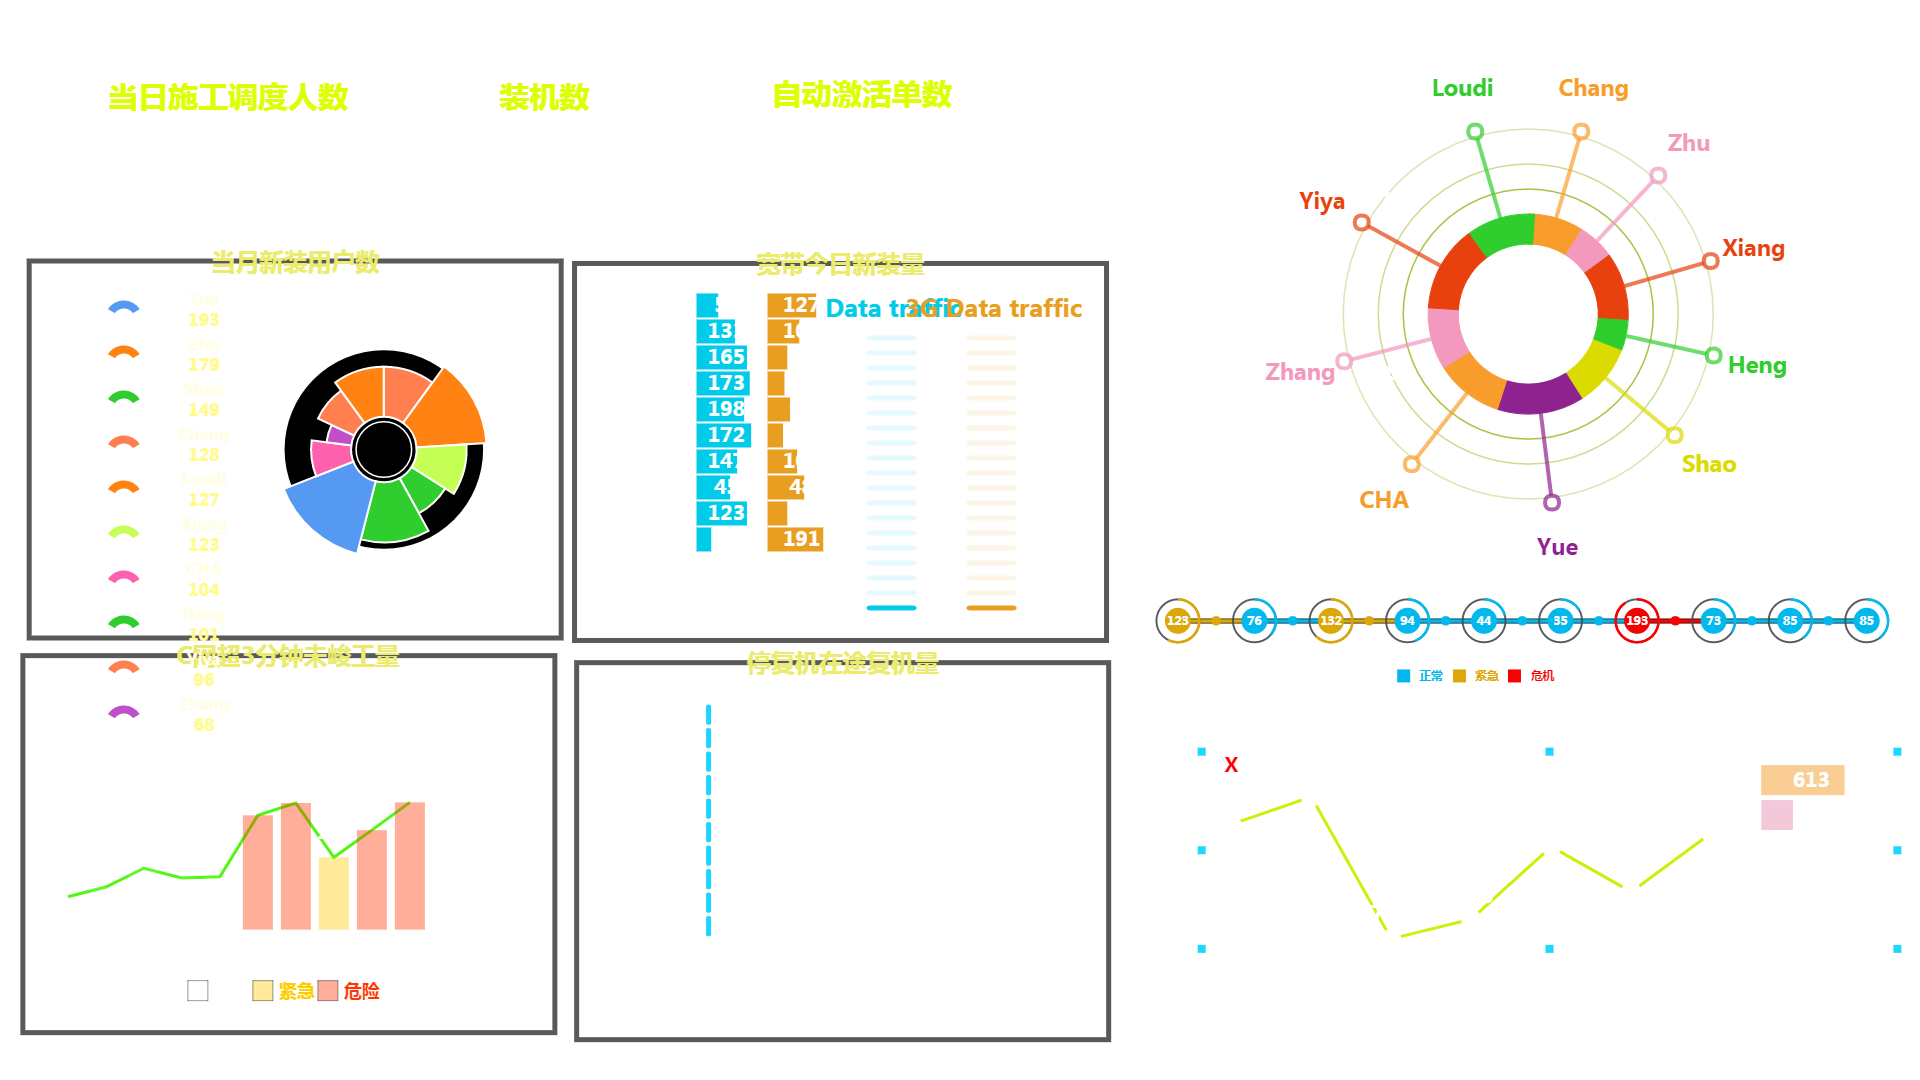 当日施工调度人数
装机数
自动激活单数
当月新装用户数
Yue
193
Zhu
179
Shao
149
Chang
128
Loudi
127
Xiang
123
CHA
104
Heng
101
96
Zhang
68
宽带今日新装量
127
165
173
198
172
147
123
191
Data traffic
3G Data traffic
C网超3分钟未峻工量
紧急
危险
停复机在途复机量
Loudi
Chang
Zhu
Yiya
Xiang
Zhang
Heng
Shao
CHA
Yue
123
76
132
94
44
35
193
73
85
85
正常
紧急
危机
X
613